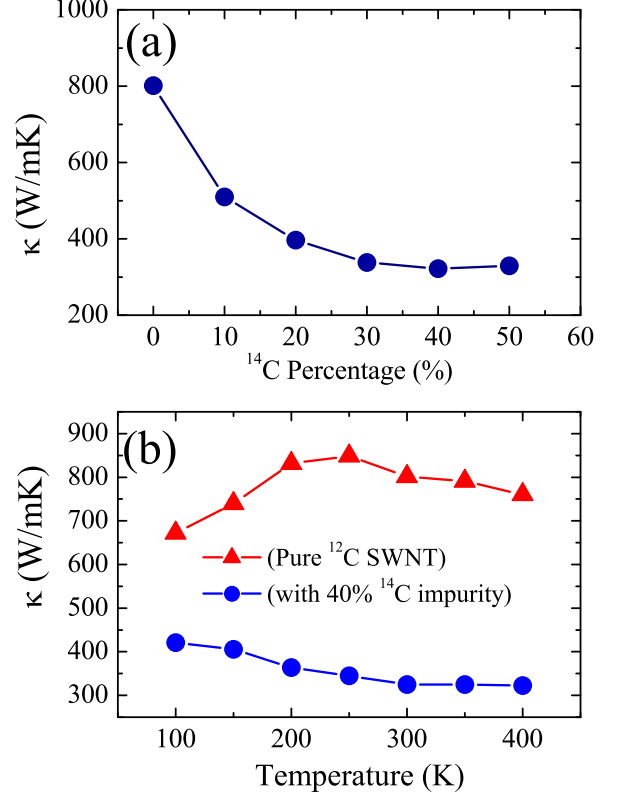 (a)
κ (W/mK)
1000
800
600
400
200
0 10 20 30 40 50 60
¹⁴C Percentage (%)
(b)
κ (W/mK)
900
800
700
600
500
400
300
(Pure ¹²C SWNT)
(with 40% ¹⁴C impurity)
100 200 300 400
Temperature (K)